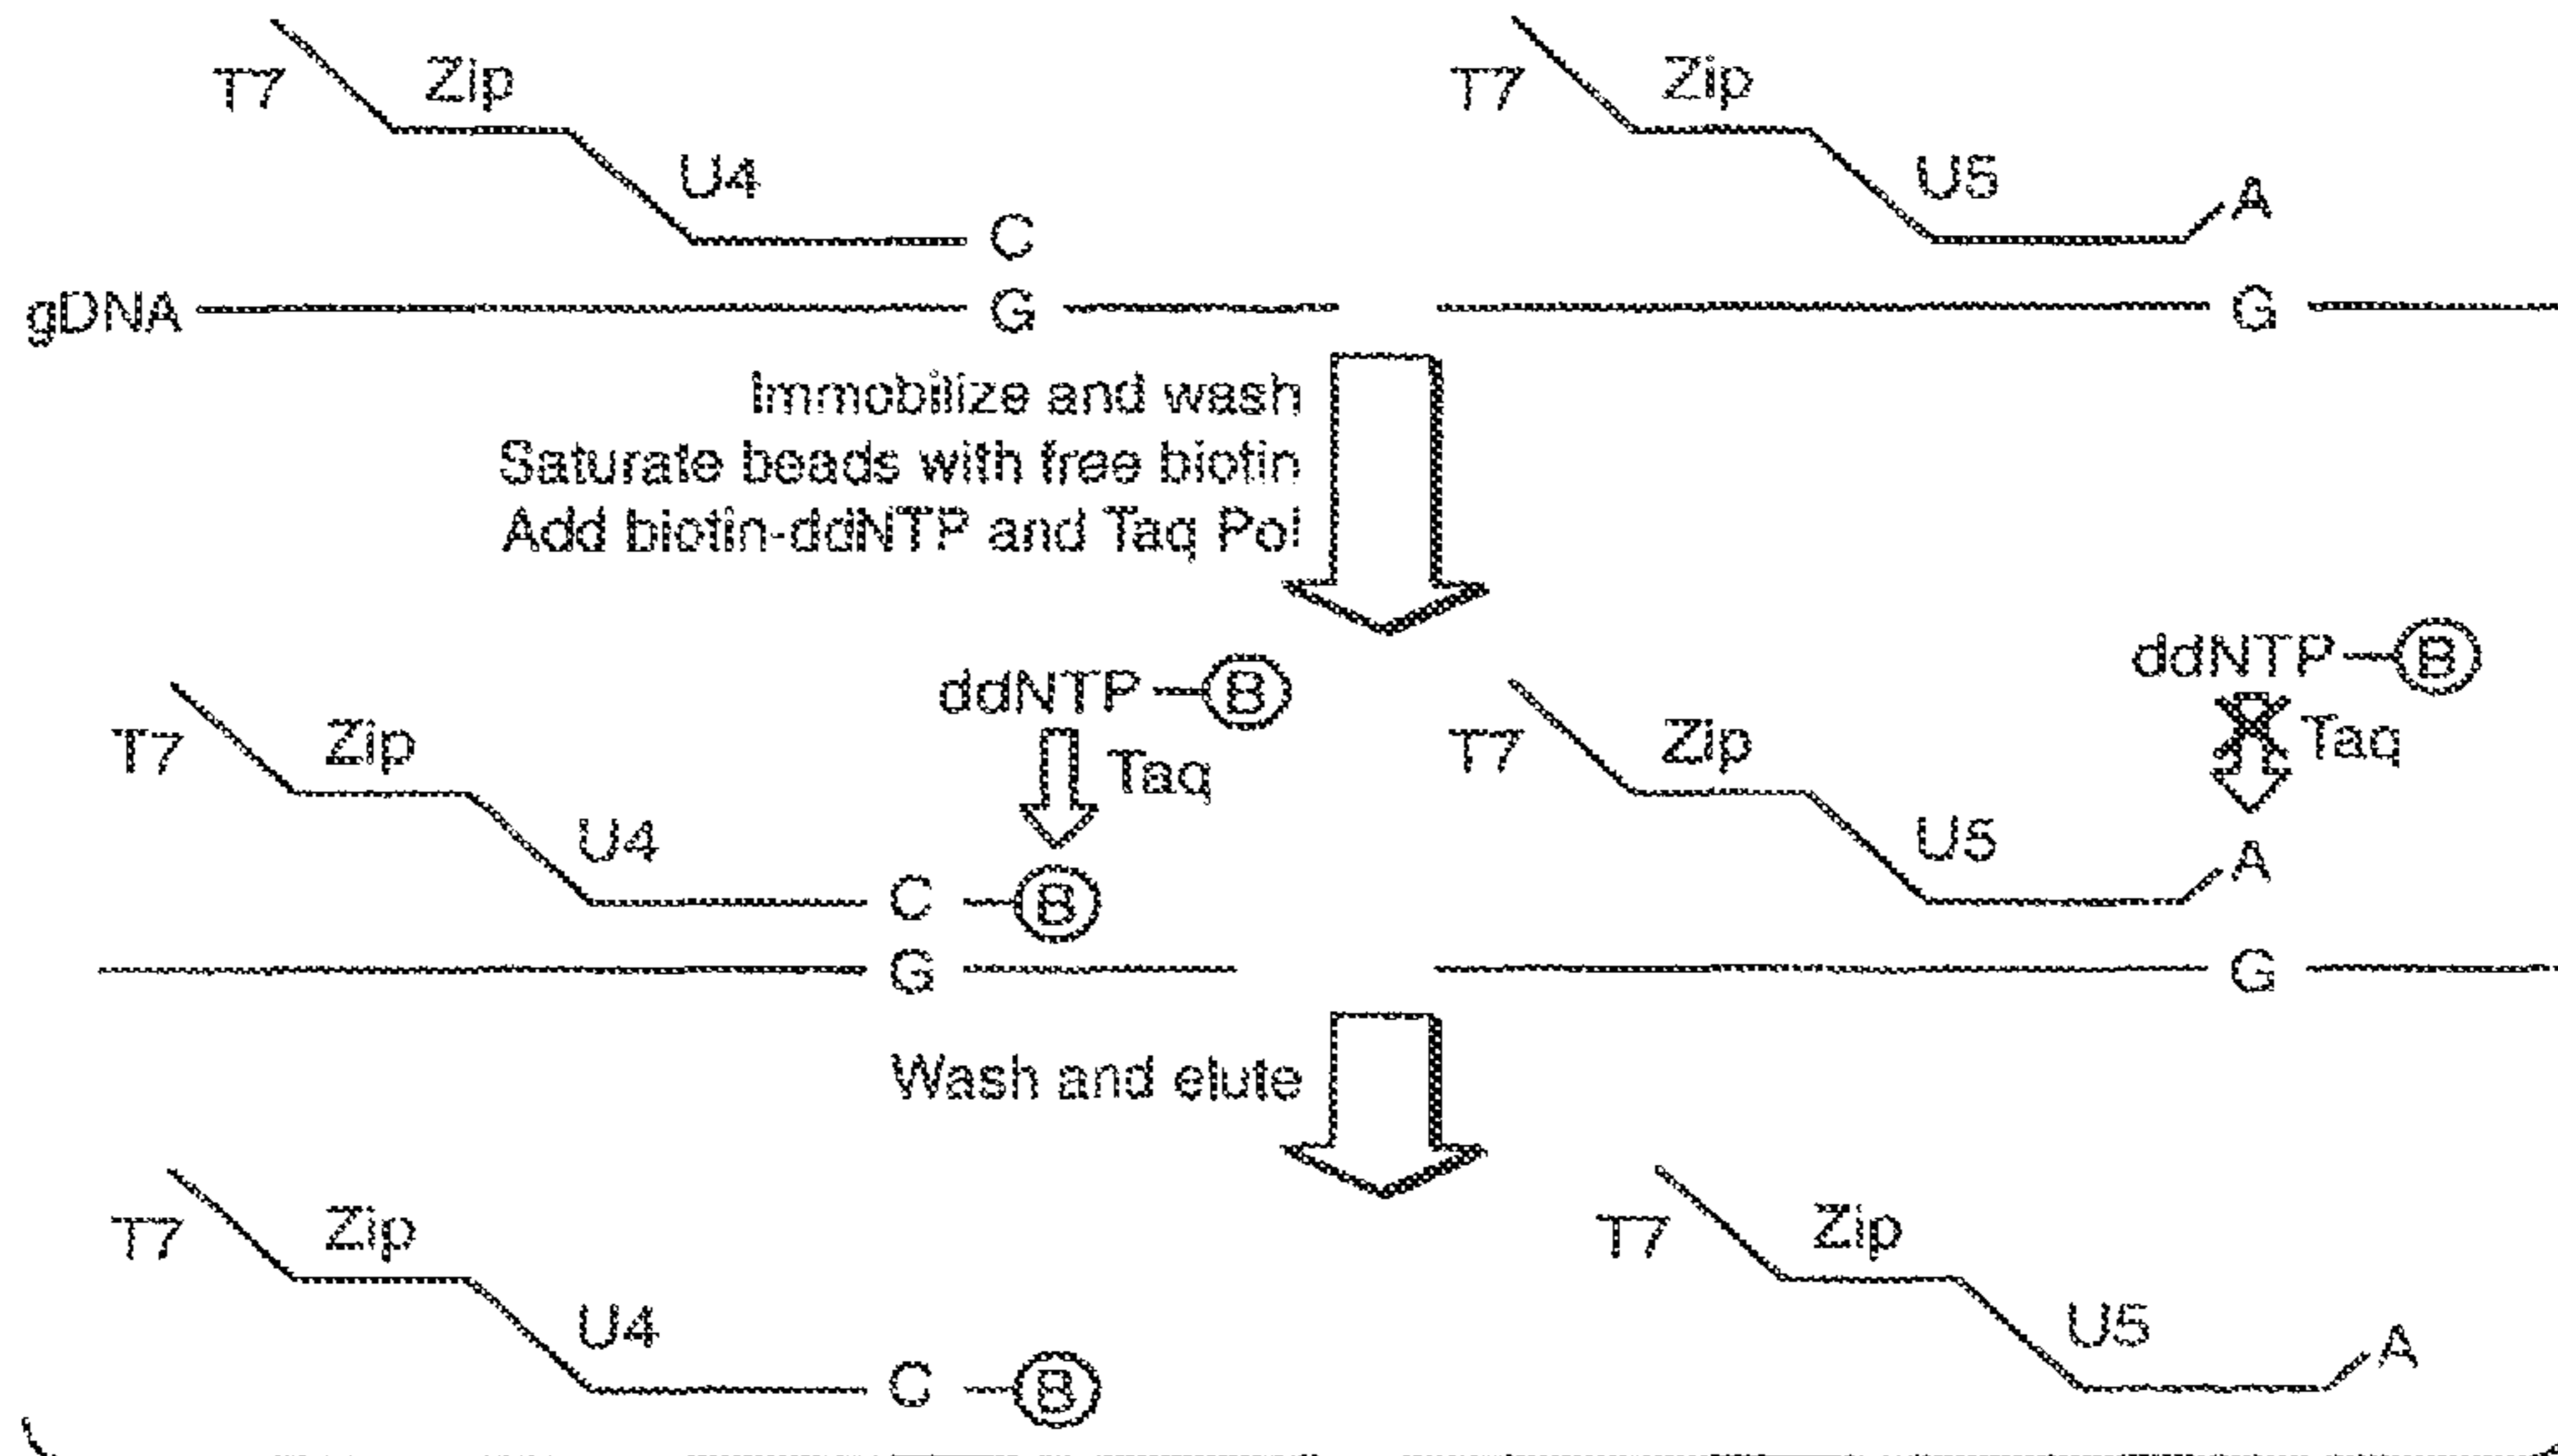 T7 Zip U4 C
T7 Zip U5 A
gDNA G G
Immobilize and wash
Saturate beads with free biotin
Add biotin-ddNTP and Taq Pol
ddNTP B Taq
T7 Zip U4 C B
G
ddNTP B Taq
T7 Zip U5 A
G
Wash and elute
T7 Zip U4 C B
T7 Zip U5 A